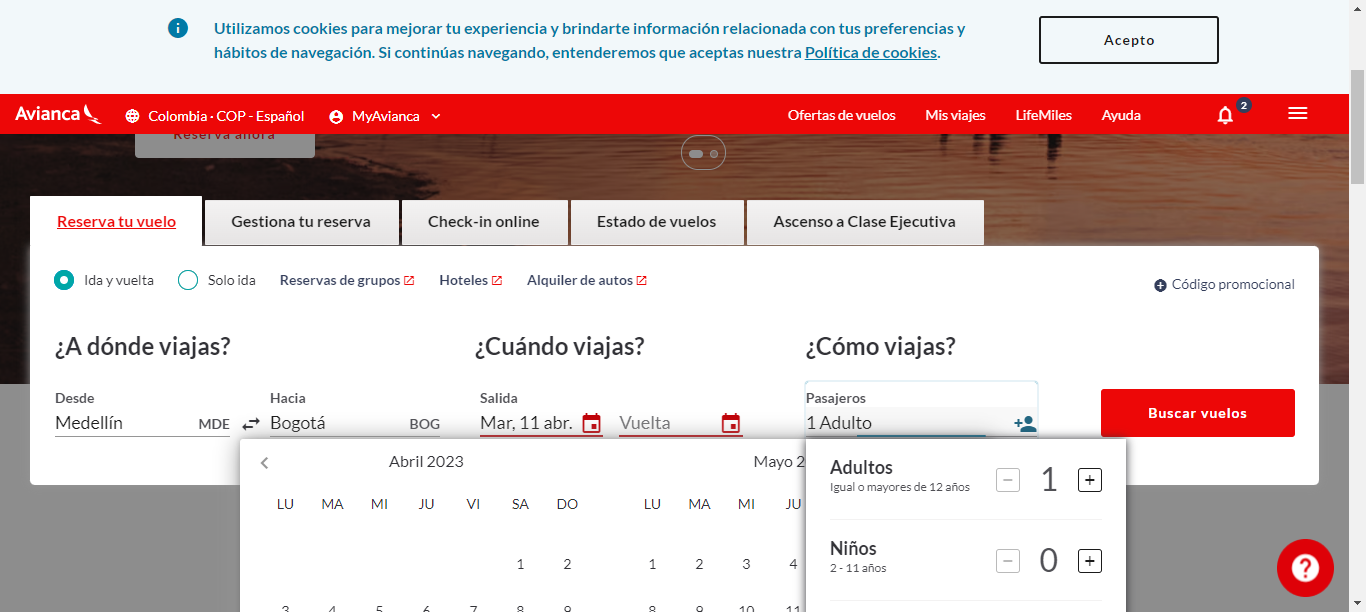 Utilizamos cookies para mejorar tu experiencia y brindarte información relacionada con tus preferencias y
hábitos de navegación. Si continúas navegando, entenderemos que aceptas nuestra Política de cookies.
Acepto
Avianca
Colombia · COP - Español
MyAvianca
Ofertas de vuelos
Mis viajes
LifeMiles
Ayuda
2
Reserva ahora
Reserva tu vuelo
Gestiona tu reserva
Check-in online
Estado de vuelos
Ascenso a Clase Ejecutiva
Ida y vuelta
Solo ida
Reservas de grupos
Hoteles
Alquiler de autos
Código promocional
¿A dónde viajas?
¿Cuándo viajas?
¿Cómo viajas?
Desde
Hacia
Salida
Pasajeros
Medellín MDE
Bogotá BOG
Mar, 11 abr.
Vuelta
1 Adulto
Buscar vuelos
Abril 2023
Mayo 2
LU MA MI JU VI SA DO
LU MA MI JU
1 2
1 2 3 4
3 4 5 6 7 8 9
8 9 10 11
Adultos
Igual o mayores de 12 años
1
Niños
2 - 11 años
0